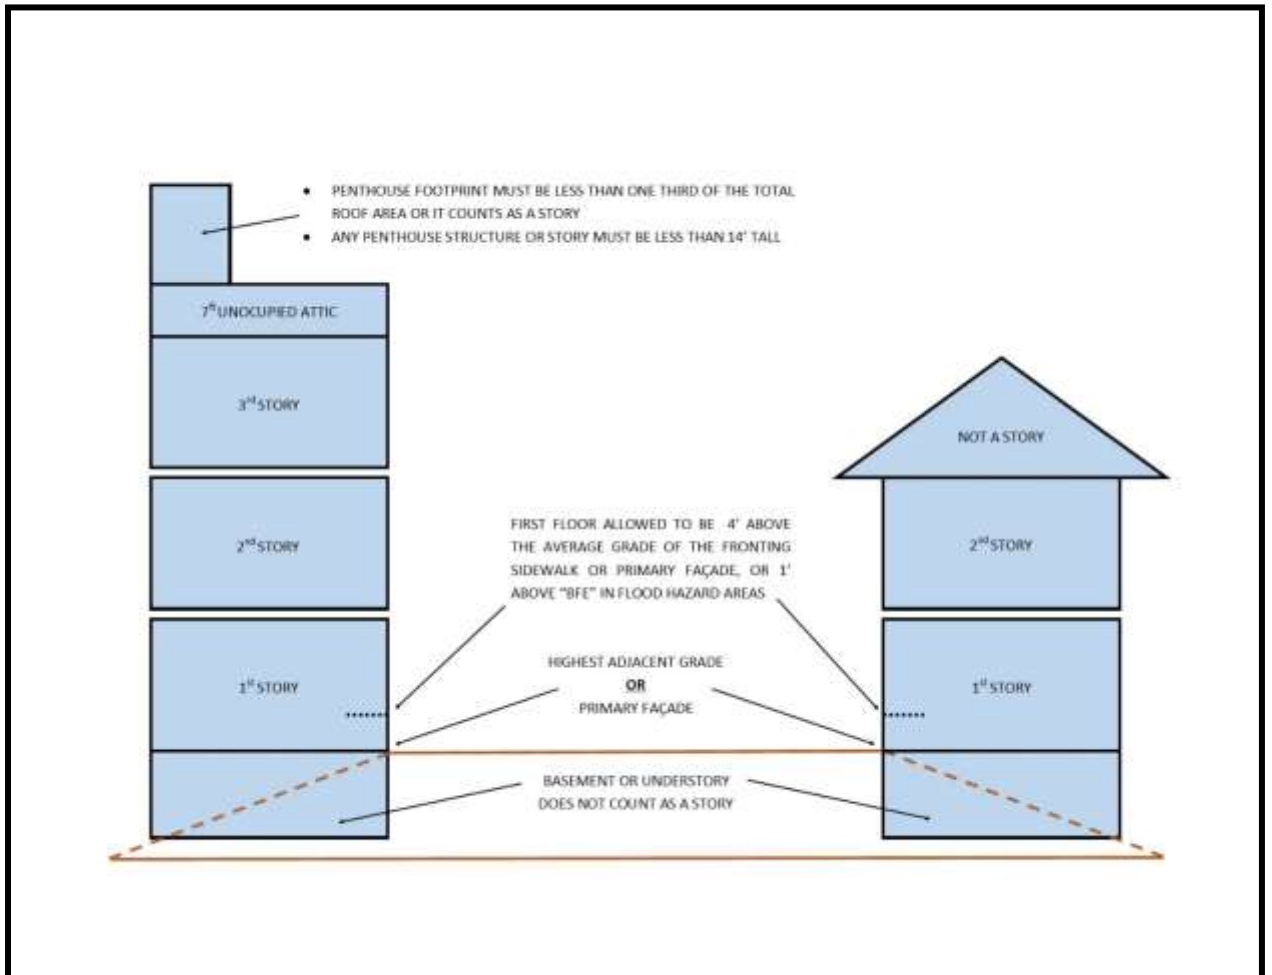 • PENTHOUSE FOOTPRINT MUST BE LESS THAN ONE THIRD OF THE TOTAL
ROOF AREA OR IT COUNTS AS A STORY
• ANY PENTHOUSE STRUCTURE OR STORY MUST BE LESS THAN 14' TALL
7ft UNOCUPIED ATTIC
3rd STORY
NOT A STORY
2nd STORY
FIRST FLOOR ALLOWED TO BE 4' ABOVE
THE AVERAGE GRADE OF THE FRONTING
SIDEWALK OR PRIMARY FAÇADE, OR 1'
ABOVE "BFE" IN FLOOD HAZARD AREAS
2nd STORY
1st STORY
HIGHEST ADJACENT GRADE
OR
PRIMARY FAÇADE
1st STORY
BASEMENT OR UNDERSTORY
DOES NOT COUNT AS A STORY